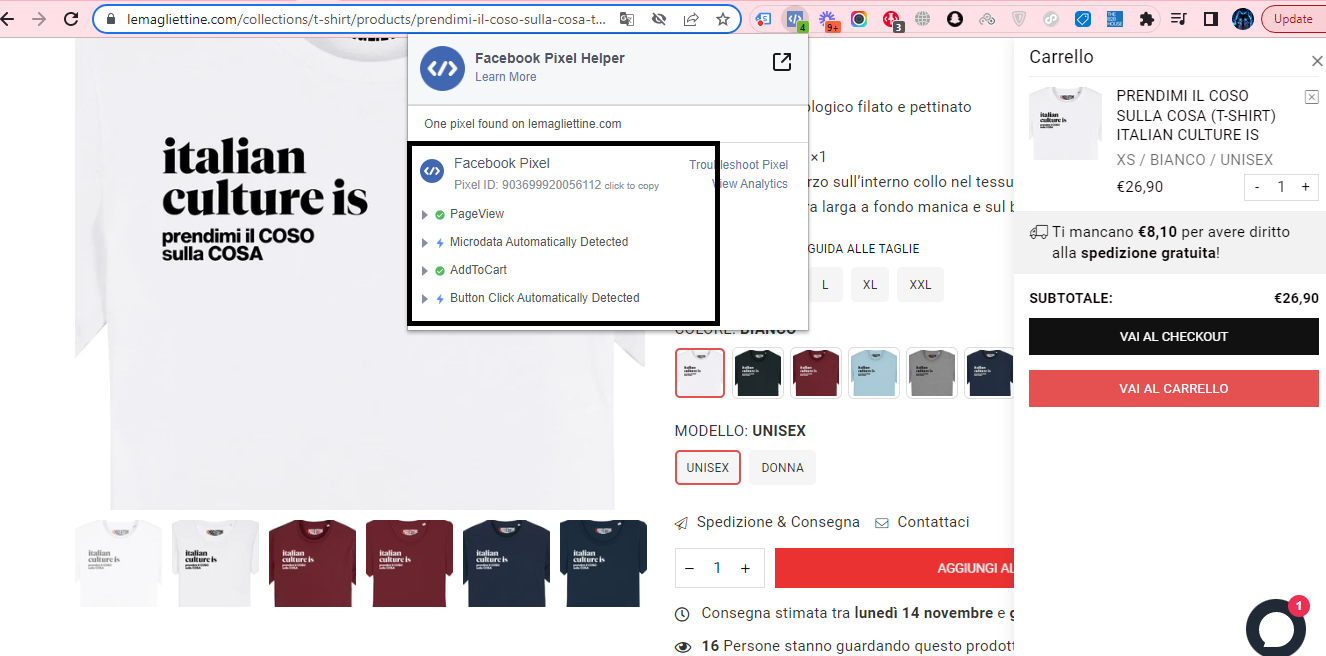 lemagliettine.com/collections/t-shirt/products/prendimi-il-coso-sulla-cosa-t...
4
9+
3
THE B2B HOUSE
Update
Facebook Pixel Helper
Learn More
One pixel found on lemagliettine.com
Facebook Pixel
Troubleshoot Pixel
Pixel ID: 903699920056112 click to copy
View Analytics
PageView
Microdata Automatically Detected
AddToCart
Button Click Automatically Detected
italian
culture is
prendimi il COSO
sulla COSA
ologico filato e pettinato
×1
rzo sull'interno collo nel tessu
ra larga a fondo manica e sul b
GUIDA ALLE TAGLIE
L
XL
XXL
COLORE: BIANCO
MODELLO: UNISEX
UNISEX
DONNA
Spedizione & Consegna
Contattaci
− 1 +
AGGIUNGI AL
Consegna stimata tra lunedì 14 novembre e g
16 Persone stanno guardando questo prodott
Carrello
PRENDIMI IL COSO
SULLA COSA (T-SHIRT)
ITALIAN CULTURE IS
XS / BIANCO / UNISEX
€26,90
- 1 +
Ti mancano €8,10 per avere diritto
alla spedizione gratuita!
SUBTOTALE: €26,90
VAI AL CHECKOUT
VAI AL CARRELLO
1